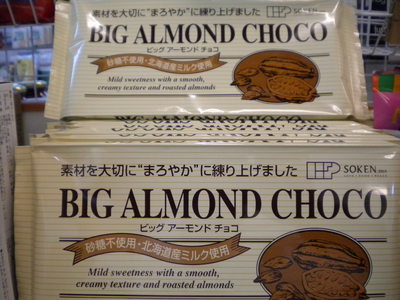 素材を大切に"まろやか"に練り上げました
SOKEN
BIG ALMOND CHOCO
ビッグ アーモンド チョコ
砂糖不使用・北海道産ミルク使用
Mild sweetness with a smooth,
creamy texture and roasted almonds
素材を大切に"まろやか"に練り上げました
SOKEN
BIG ALMOND CHOCO
ビッグ アーモンド チョコ
砂糖不使用・北海道産ミルク使用
Mild sweetness with a smooth,
creamy texture and roasted almonds